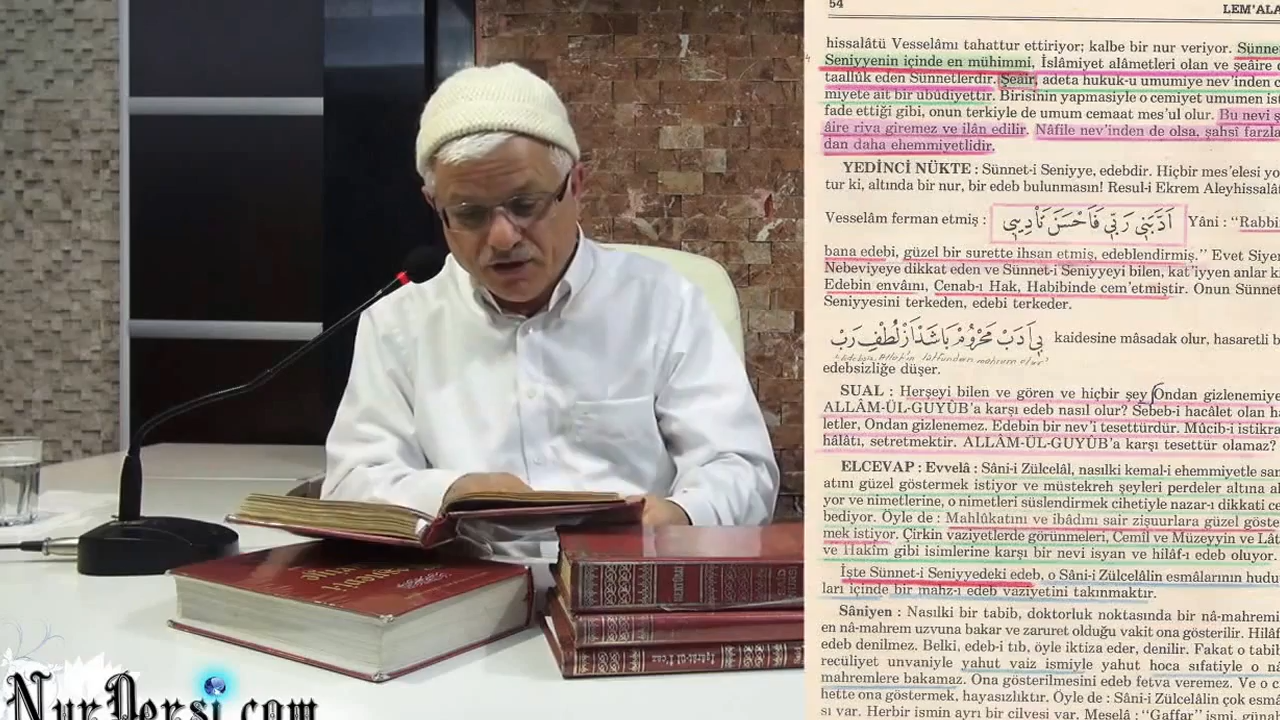 54
LEM'ALA
hissalâtü Vesselâmı tahattur ettiriyor; kalbe bir nur veriyor. Sünne
Seniyyenin içinde en mühimmi, İslâmiyet alâmetleri olan ve şeâire
taallûk eden Sünnetlerdir. Şeair, adeta hukuk-u umumiye nev'inden c
miyete ait bir ubûdiyettir. Birisinin yapmasiyle o cemiyet umumen is
fade ettiği gibi, onun terkiyle de umum cemaat mes'ul olur. Bu nevi ş
âire riya giremez ve ilân edilir. Nâfile nev'inden de olsa, şahsî farzl
dan daha ehemmiyetlidir.
YEDİNCİ NÜKTE : Sünnet-i Seniyye, edebdir. Hiçbir mes'elesi yo
tur ki, altında bir nur, bir edeb bulunmasın! Resul-i Ekrem Aleyhissalâ
Vesselâm ferman etmiş : اَدَّبَنِي رَبِّي فَاَحْسَنَ تَاْدِيبِي Yâni : "Rabbi
bana edebi, güzel bir surette ihsan etmiş, edeblendirmiş." Evet Siyer
Nebeviyeye dikkat eden ve Sünnet-i Seniyyeyi bilen, kat'iyyen anlar k
Edebin envâını, Cenab-ı Hak, Habibinde cem'etmiştir. Onun Sünnet
Seniyyesini terkeden, edebi terkeder.
بِي اَدَبْ مَحْرُومْ بَاشَدْ اَزْ لُطْفِ رَبْ kaidesine mâsadak olur, hasaretli b
edebsizliğe düşer.
SUAL : Herşeyi bilen ve gören ve hiçbir şey Ondan gizlenemiye
ALLÂM-ÜL-GUYÛB'a karşı edeb nasıl olur? Sebeb-i hacâlet olan h
letler, Ondan gizlenemez. Edebin bir nev'i tesettürdür. Mûcib-i istikra
hâlâtı, setretmektir. ALLÂM-ÜL-GUYÛB'a karşı tesettür olamaz?
ELCEVAP : Evvelâ : Sâni-i Zülcelâl, nasılki kemal-i ehemmiyetle san
atını güzel göstermek istiyor ve müstekreh şeyleri perdeler altına al
yor ve nimetlerine, o nimetleri süslendirmek cihetiyle nazar-ı dikkati ce
bediyor. Öyle de : Mahlûkatını ve ibâdını sair zişuurlara güzel göste
mek istiyor. Çirkin vaziyetlerde görünmeleri, Cemîl ve Müzeyyin ve Lât
ve Hakîm gibi isimlerine karşı bir nevi isyan ve hilâf-ı edeb oluyor.
İşte Sünnet-i Seniyyedeki edeb, o Sâni-i Zülcelâlin esmâlarının hudu
ları içinde bir mahz-ı edeb vaziyetini takınmaktır.
Sâniyen : Nasılki bir tabib, doktorluk noktasında bir nâ-mahremi
en nâ-mahrem uzvuna bakar ve zaruret olduğu vakit ona gösterilir. Hilâ
edeb denilmez. Belki, edeb-i tıb, öyle iktiza eder, denilir. Fakat o tabib
recüliyet unvaniyle yahut vaiz ismiyle yahut hoca sıfatiyle o nâ
mahremlere bakamaz. Ona gösterilmesini edeb fetva veremez. Ve o c
hette ona göstermek, hayasızlıktır. Öyle de : Sâni-i Zülcelâlin çok esmâ
sı var. Herbir ismin ayrı bir cilvesi var. Meselâ : "Gaffar" ismi, günah
NurDersi.com